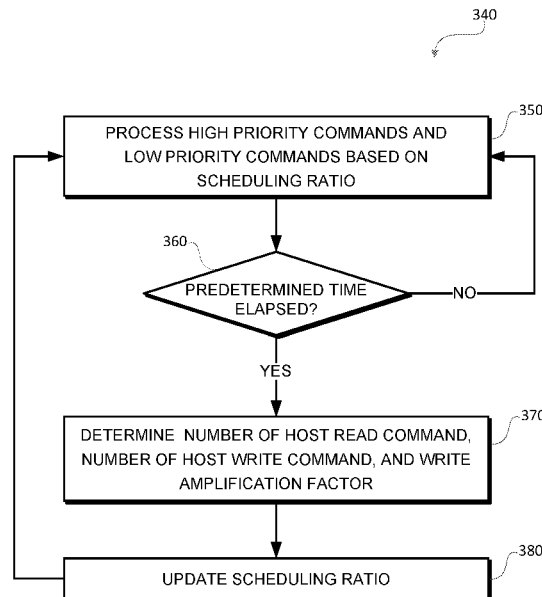 340
350
PROCESS HIGH PRIORITY COMMANDS AND
LOW PRIORITY COMMANDS BASED ON
SCHEDULING RATIO
360
PREDETERMINED TIME
ELAPSED?
NO
YES
370
DETERMINE NUMBER OF HOST READ COMMAND,
NUMBER OF HOST WRITE COMMAND, AND WRITE
AMPLIFICATION FACTOR
380
UPDATE SCHEDULING RATIO